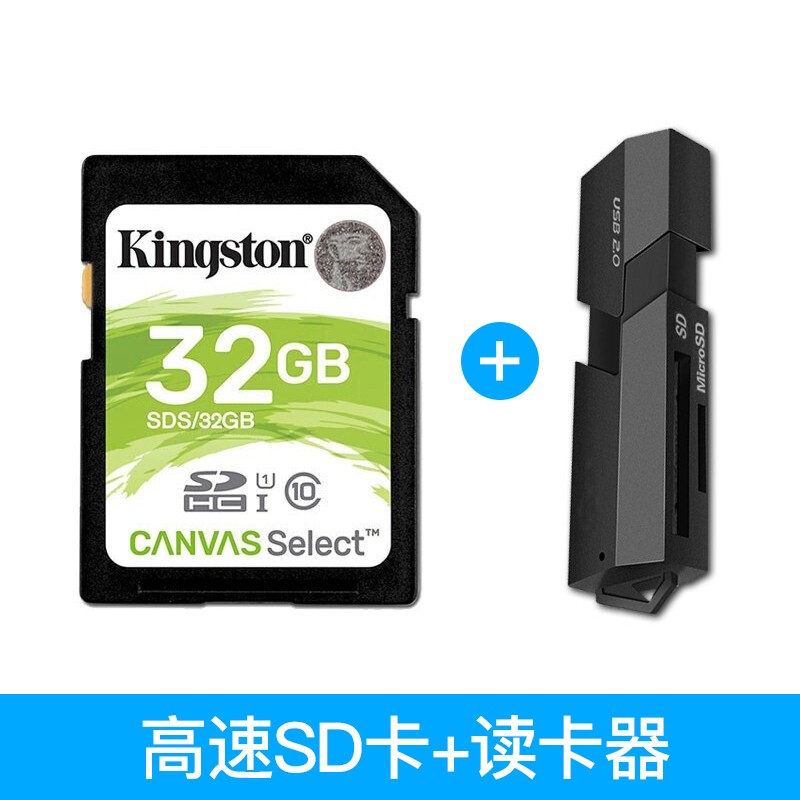 Kingston®
32GB
SDS/32GB
SD HC I U1 10
CANVAS Select™
+
USB 2.0
SD
MicroSD
高速SD卡+读卡器